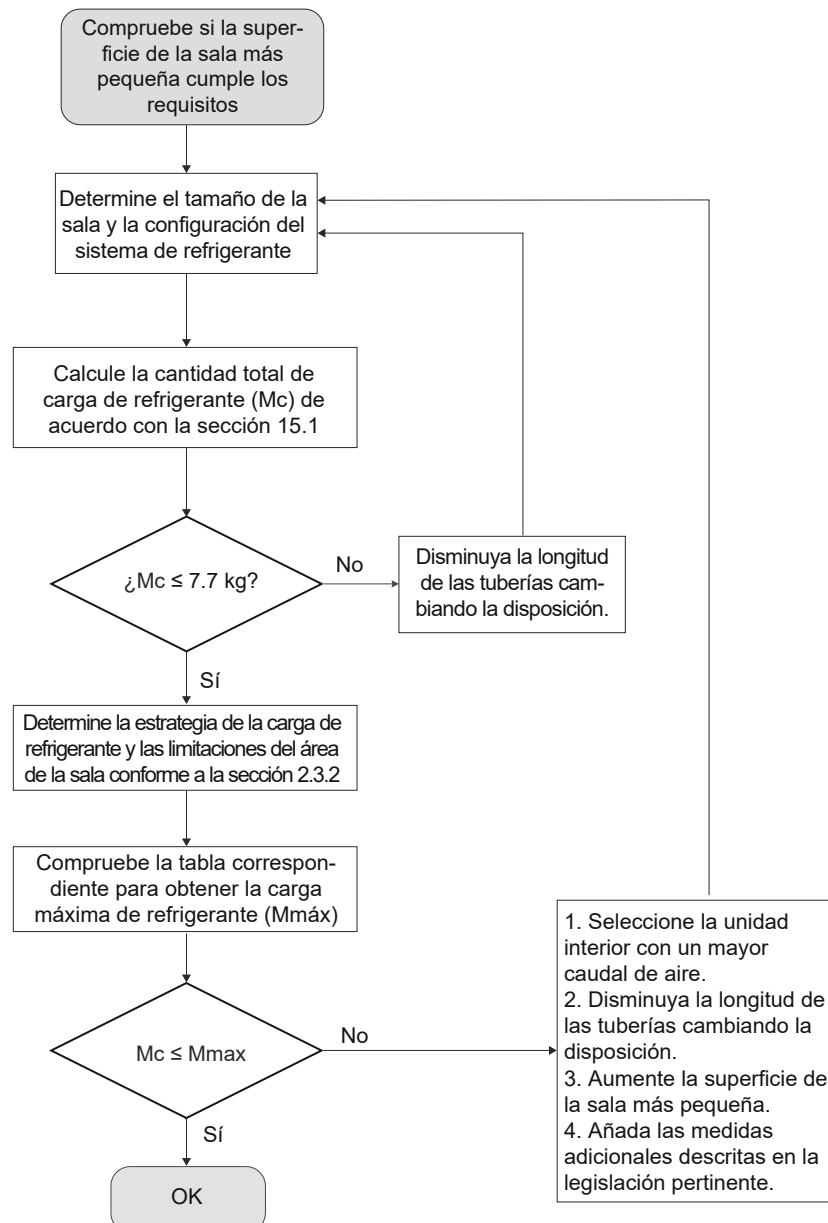 Compruebe si la super-
ficie de la sala más
pequeña cumple los
requisitos
Determine el tamaño de la
sala y la configuración del
sistema de refrigerante
Calcule la cantidad total de
carga de refrigerante (Mc) de
acuerdo con la sección 15.1
¿Mc ≤ 7.7 kg?
No
Disminuya la longitud
de las tuberías cam-
biando la disposición.
Sí
Determine la estrategia de la carga de
refrigerante y las limitaciones del área
de la sala conforme a la sección 2.3.2
Compruebe la tabla correspon-
diente para obtener la carga
máxima de refrigerante (Mmáx)
Mc ≤ Mmax
No
1. Seleccione la unidad
interior con un mayor
caudal de aire.
2. Disminuya la longitud de
las tuberías cambiando la
disposición.
3. Aumente la superficie de
la sala más pequeña.
4. Añada las medidas
adicionales descritas en la
legislación pertinente.
Sí
OK